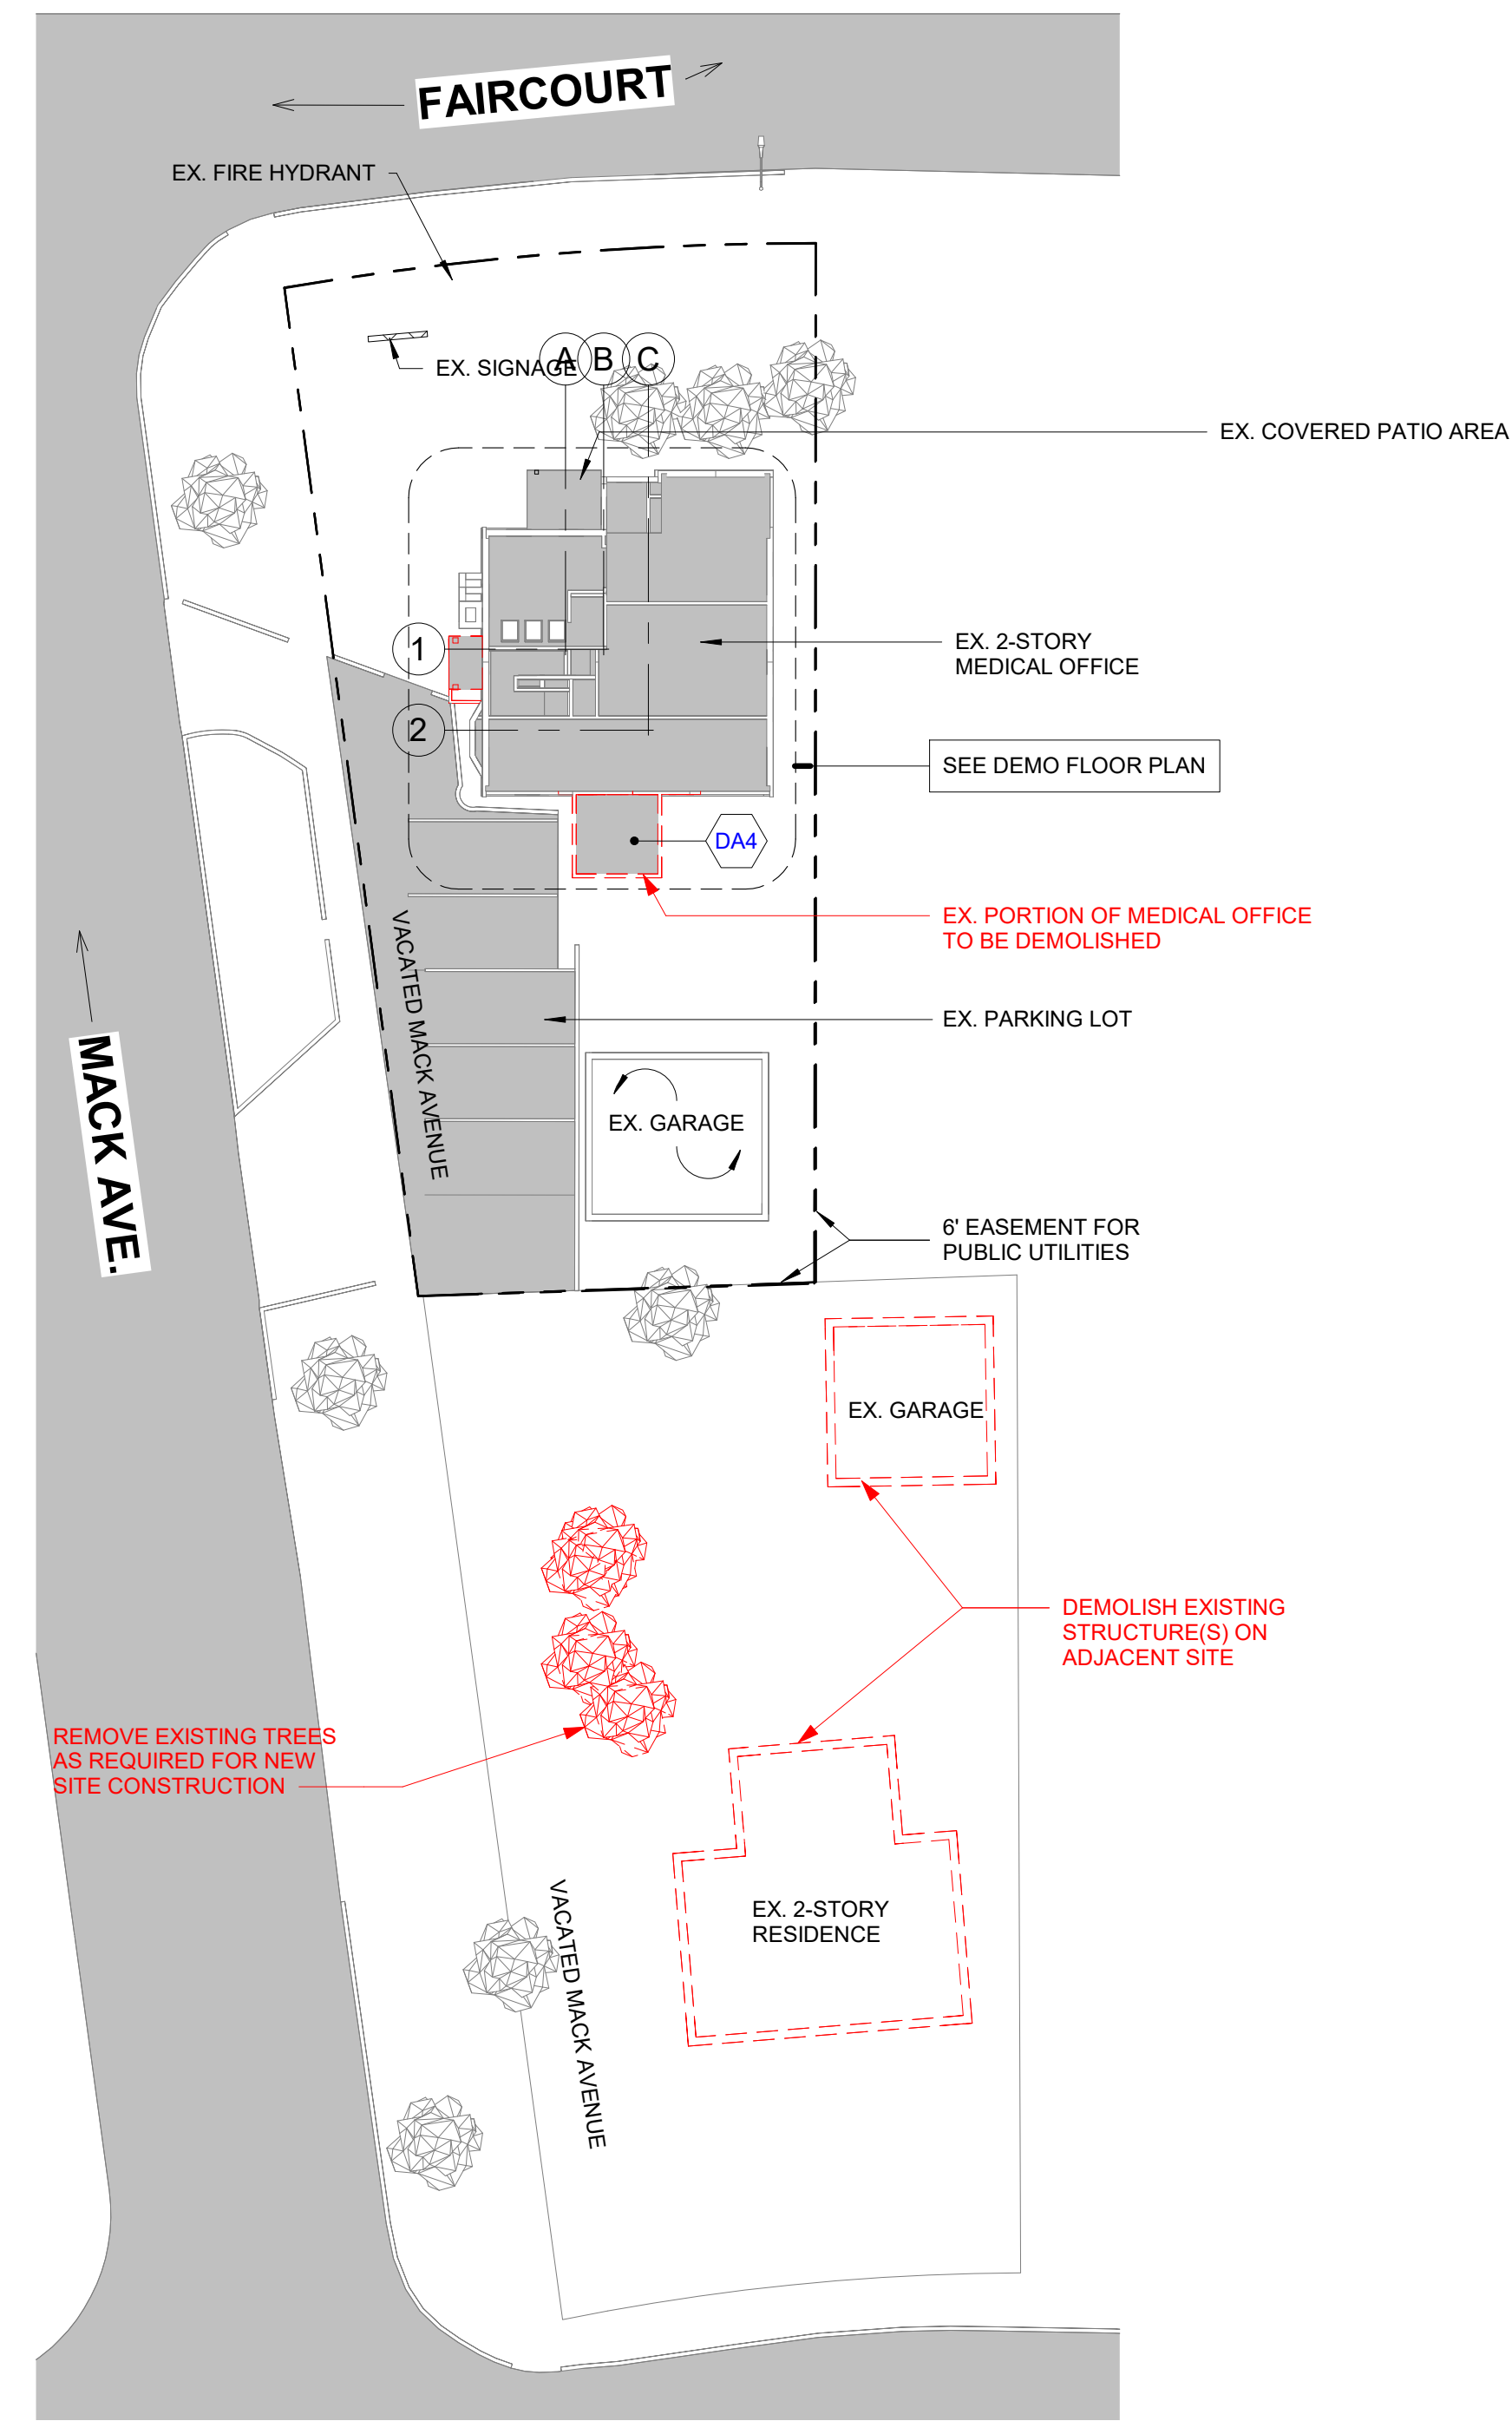 FAIRCOURT
EX. FIRE HYDRANT
EX. SIGNAGE
A
B
C
EX. COVERED PATIO AREA
1
EX. 2-STORY
MEDICAL OFFICE
2
SEE DEMO FLOOR PLAN
DA4
EX. PORTION OF MEDICAL OFFICE
TO BE DEMOLISHED
VACATED MACK AVENUE
EX. PARKING LOT
MACK AVE.
EX. GARAGE
6' EASEMENT FOR
PUBLIC UTILITIES
EX. GARAGE
DEMOLISH EXISTING
STRUCTURE(S) ON
ADJACENT SITE
REMOVE EXISTING TREES
AS REQUIRED FOR NEW
SITE CONSTRUCTION
EX. 2-STORY
RESIDENCE
VACATED MACK AVENUE